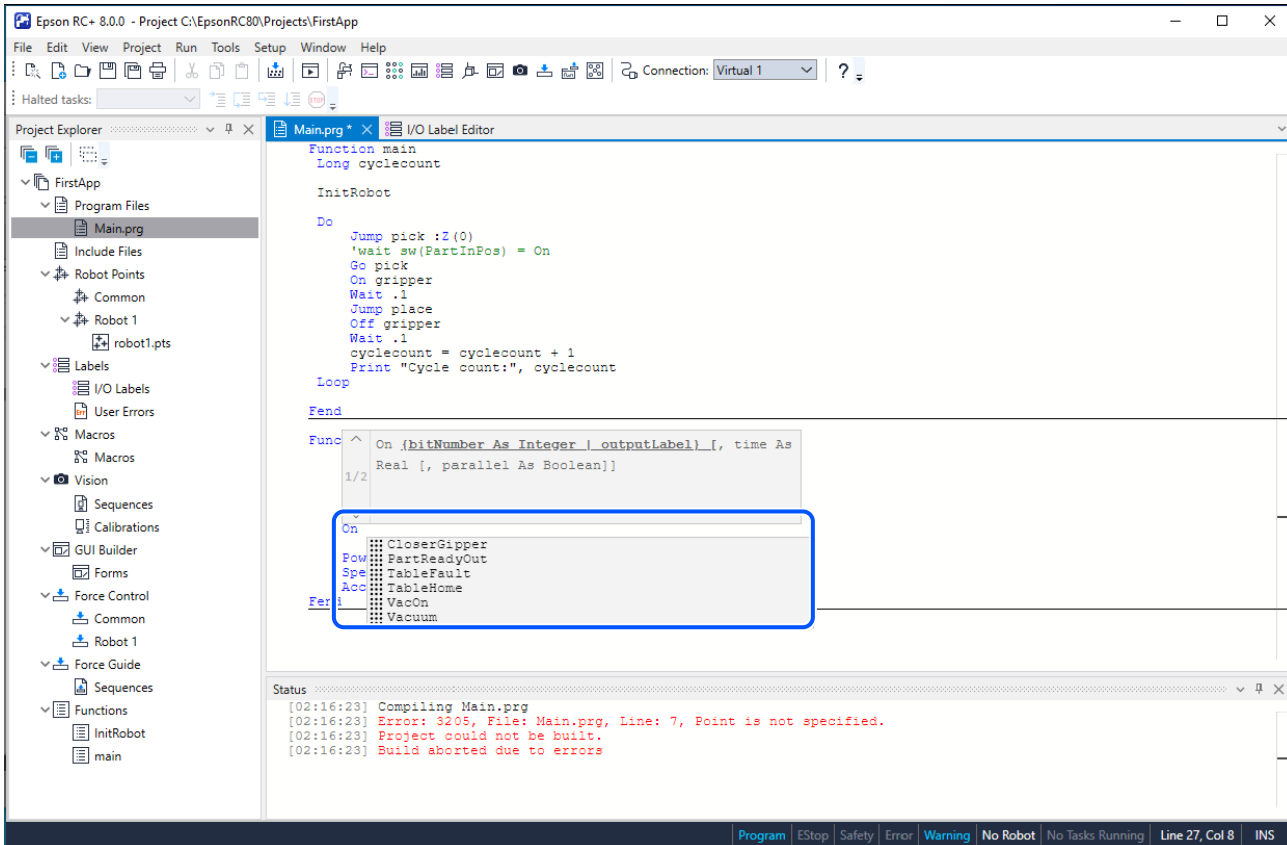 Epson RC+ 8.0.0 - Project C:\EpsonRC80\Projects\FirstApp
File Edit View Project Run Tools Setup Window Help
Connection: Virtual 1 ?
Halted tasks: STOP
Project Explorer
FirstApp
Program Files
Main.prg
Include Files
Robot Points
Common
Robot 1
robot1.pts
Labels
I/O Labels
Err User Errors
Macros
Macros
Vision
Sequences
Calibrations
GUI Builder
Forms
Force Control
Common
Robot 1
Force Guide
Sequences
Functions
InitRobot
main
Main.prg * I/O Label Editor
Function main
Long cyclecount
InitRobot
Do
Jump pick :Z(0)
'wait sw(PartInPos) = On
Go pick
On gripper
Wait .1
Jump place
Off gripper
Wait .1
cyclecount = cyclecount + 1
Print "Cycle count:", cyclecount
Loop
Fend
Func
On {bitNumber As Integer | outputLabel} [, time As
Real [, parallel As Boolean]]
1/2
On
CloserGipper
Pow PartReadyOut
Spe TableFault
Acc TableHome
Fend VacOn
Vacuum
Status
[02:16:23] Compiling Main.prg
[02:16:23] Error: 3205, File: Main.prg, Line: 7, Point is not specified.
[02:16:23] Project could not be built.
[02:16:23] Build aborted due to errors
Program EStop Safety Error Warning No Robot No Tasks Running Line 27, Col 8 INS